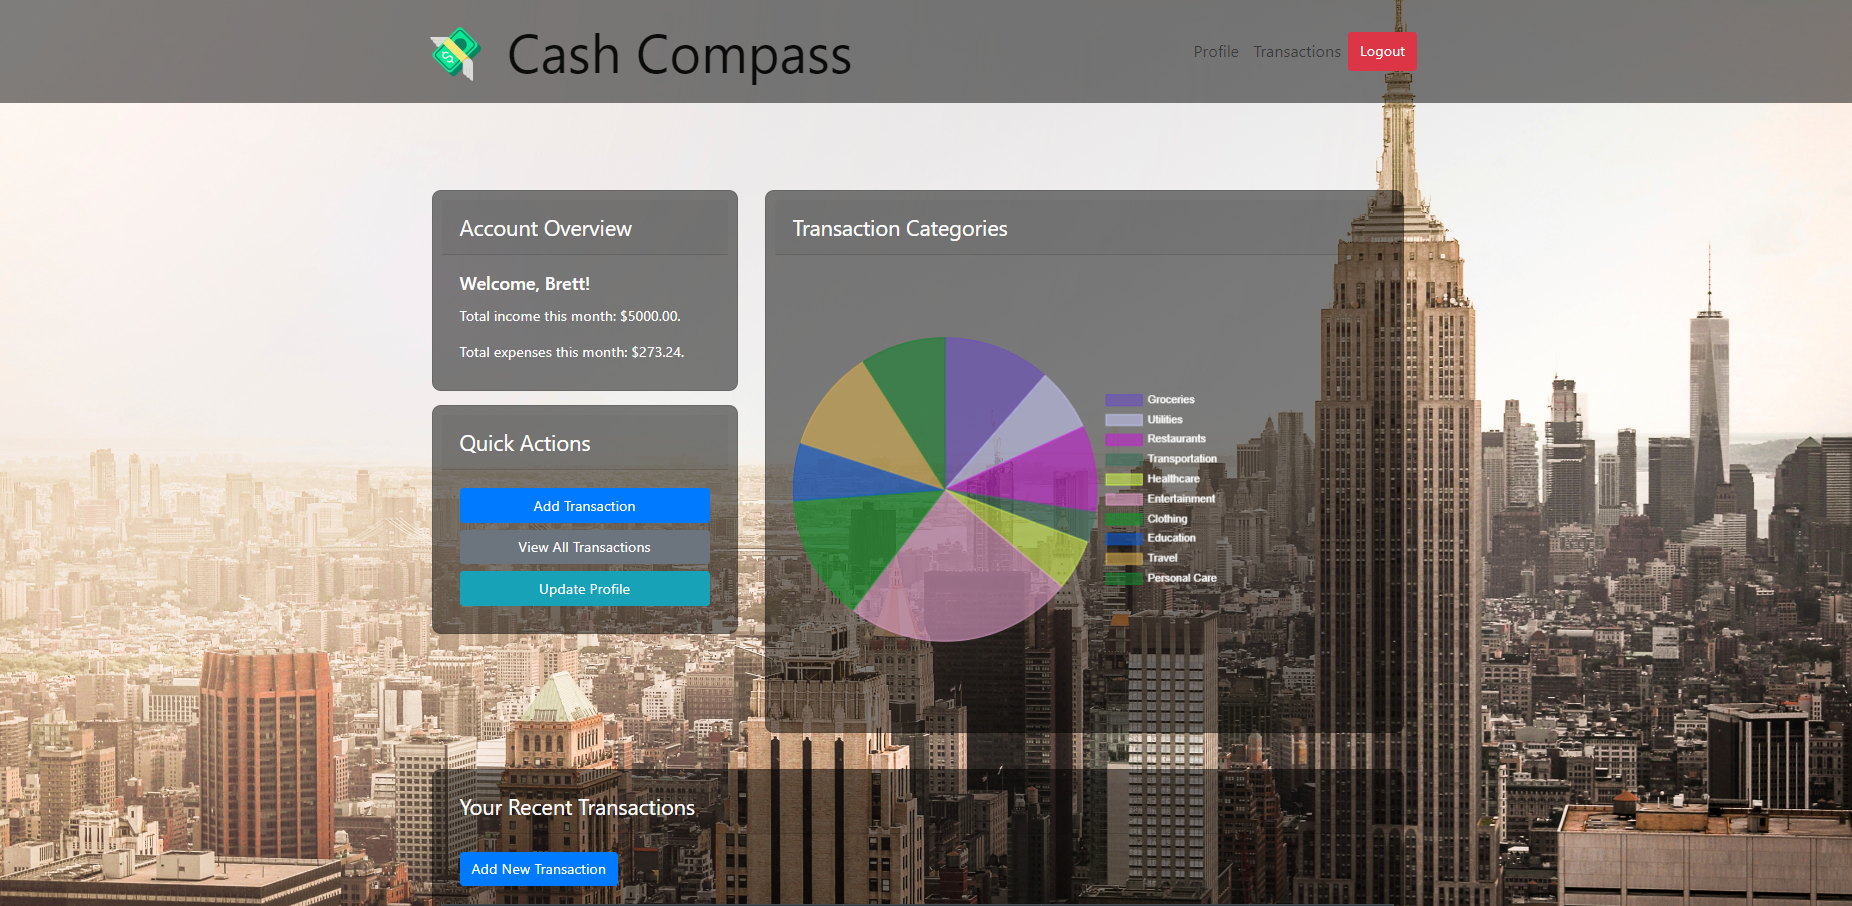 Cash Compass
Profile
Transactions
Logout
Account Overview
Welcome, Brett!
Total income this month: $5000.00.
Total expenses this month: $273.24.
Quick Actions
Add Transaction
View All Transactions
Update Profile
Transaction Categories
Groceries
Utilities
Restaurants
Transportation
Healthcare
Entertainment
Clothing
Education
Travel
Personal Care
Your Recent Transactions
Add New Transaction